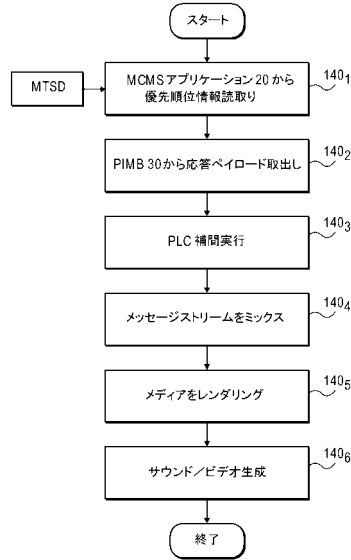 スタート
MTSD
MCMS アプリケーション 20 から
優先順位情報読取り
140₁
PIMB 30 から応答ペイロード取出し
140₂
PLC 補間実行
140₃
メッセージストリームをミックス
140₄
メディアをレンダリング
140₅
サウンド／ビデオ生成
140₆
終了